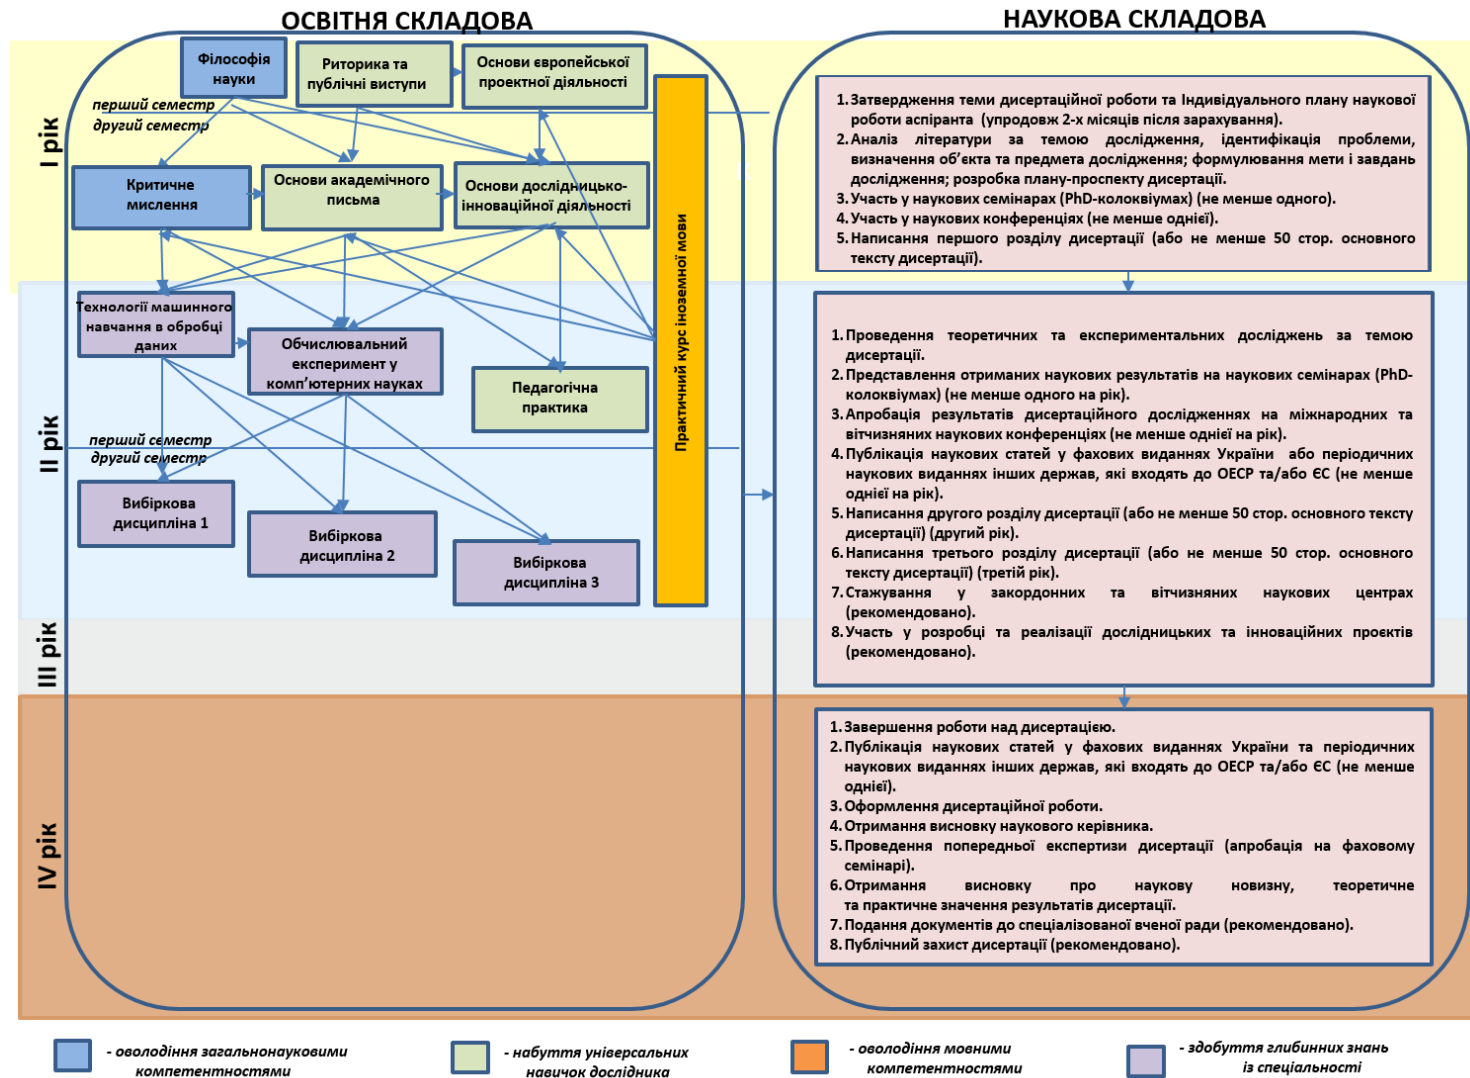 ОСВІТНЯ СКЛАДОВА
НАУКОВА СКЛАДОВА
І рік
Філософія
науки
Риторика та
публічні виступи
Основи європейської
проектної діяльності
перший семестр
другий семестр
Критичне
мислення
Основи академічного
письма
Основи дослідницько-
інноваційної діяльності
Практичний курс іноземної мови
ІІ рік
Технології машинного
навчання в обробці
даних
Обчислювальний
експеримент у
комп’ютерних науках
Педагогічна
практика
перший семестр
другий семестр
Вибіркова
дисципліна 1
Вибіркова
дисципліна 2
Вибіркова
дисципліна 3
ІІІ рік
IV рік
1. Затвердження теми дисертаційної роботи та Індивідуального плану наукової
роботи аспіранта (упродовж 2-х місяців після зарахування).
2. Аналіз літератури за темою дослідження, ідентифікація проблеми,
визначення об’єкта та предмета дослідження; формулювання мети і завдань
дослідження; розробка плану-проспекту дисертації.
3. Участь у наукових семінарах (PhD-колоквіумах) (не менше одного).
4. Участь у наукових конференціях (не менше однієї).
5. Написання першого розділу дисертації (або не менше 50 стор. основного
тексту дисертації).
1. Проведення теоретичних та експериментальних досліджень за темою
дисертації.
2. Представлення отриманих наукових результатів на наукових семінарах (PhD-
колоквіумах) (не менше одного на рік).
3. Апробація результатів дисертаційного дослідженнях на міжнародних та
вітчизняних наукових конференціях (не менше однієї на рік).
4. Публікація наукових статей у фахових виданнях України або періодичних
наукових виданнях інших держав, які входять до ОЕСР та/або ЄС (не менше
однієї на рік).
5. Написання другого розділу дисертації (або не менше 50 стор. основного тексту
дисертації) (другий рік).
6. Написання третього розділу дисертації (або не менше 50 стор. основного
тексту дисертації) (третій рік).
7. Стажування у закордонних та вітчизняних наукових центрах
(рекомендовано).
8. Участь у розробці та реалізації дослідницьких та інноваційних проєктів
(рекомендовано).
1. Завершення роботи над дисертацією.
2. Публікація наукових статей у фахових виданнях України та періодичних
наукових виданнях інших держав, які входять до ОЕСР та/або ЄС (не менше
однієї).
3. Оформлення дисертаційної роботи.
4. Отримання висновку наукового керівника.
5. Проведення попередньої експертизи дисертації (апробація на фаховому
семінарі).
6. Отримання висновку про наукову новизну, теоретичне
та практичне значення результатів дисертації.
7. Подання документів до спеціалізованої вченої ради (рекомендовано).
8. Публічний захист дисертації (рекомендовано).
- оволодіння загальнонауковими
компетентностями
- набуття універсальних
навичок дослідника
- оволодіння мовними
компетентностями
- здобуття глибинних знань
із спеціальності